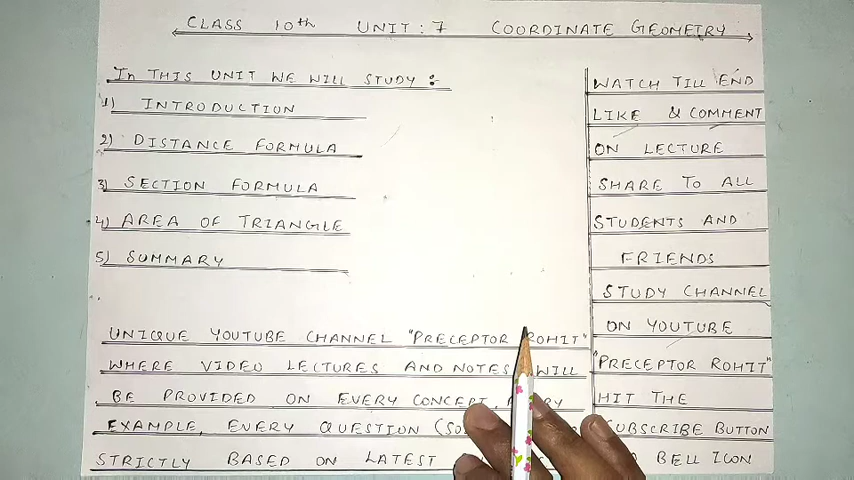 CLASS 10th UNIT : 7 COORDINATE GEOMETRY
In THIS UNIT WE WILL STUDY :-
1) INTRODUCTION
2) DISTANCE FORMULA
3) SECTION FORMULA
4) AREA OF TRIANGLE
5) SUMMARY
UNIQUE YOUTUBE CHANNEL "PRECEPTOR ROHIT"
WHERE VIDEO LECTURES AND NOTES WILL
BE PROVIDED ON EVERY CONCEPT,
EXAMPLE, EVERY QUESTION
STRICTLY BASED ON LATEST
WATCH TILL END
LIKE & COMMENT
ON LECTURE
SHARE TO ALL
STUDENTS AND
FRIENDS
STUDY CHANNEL
ON YOUTUBE
"PRECEPTOR ROHIT"
HIT THE
SUBSCRIBE BUTTON
BELL ICON